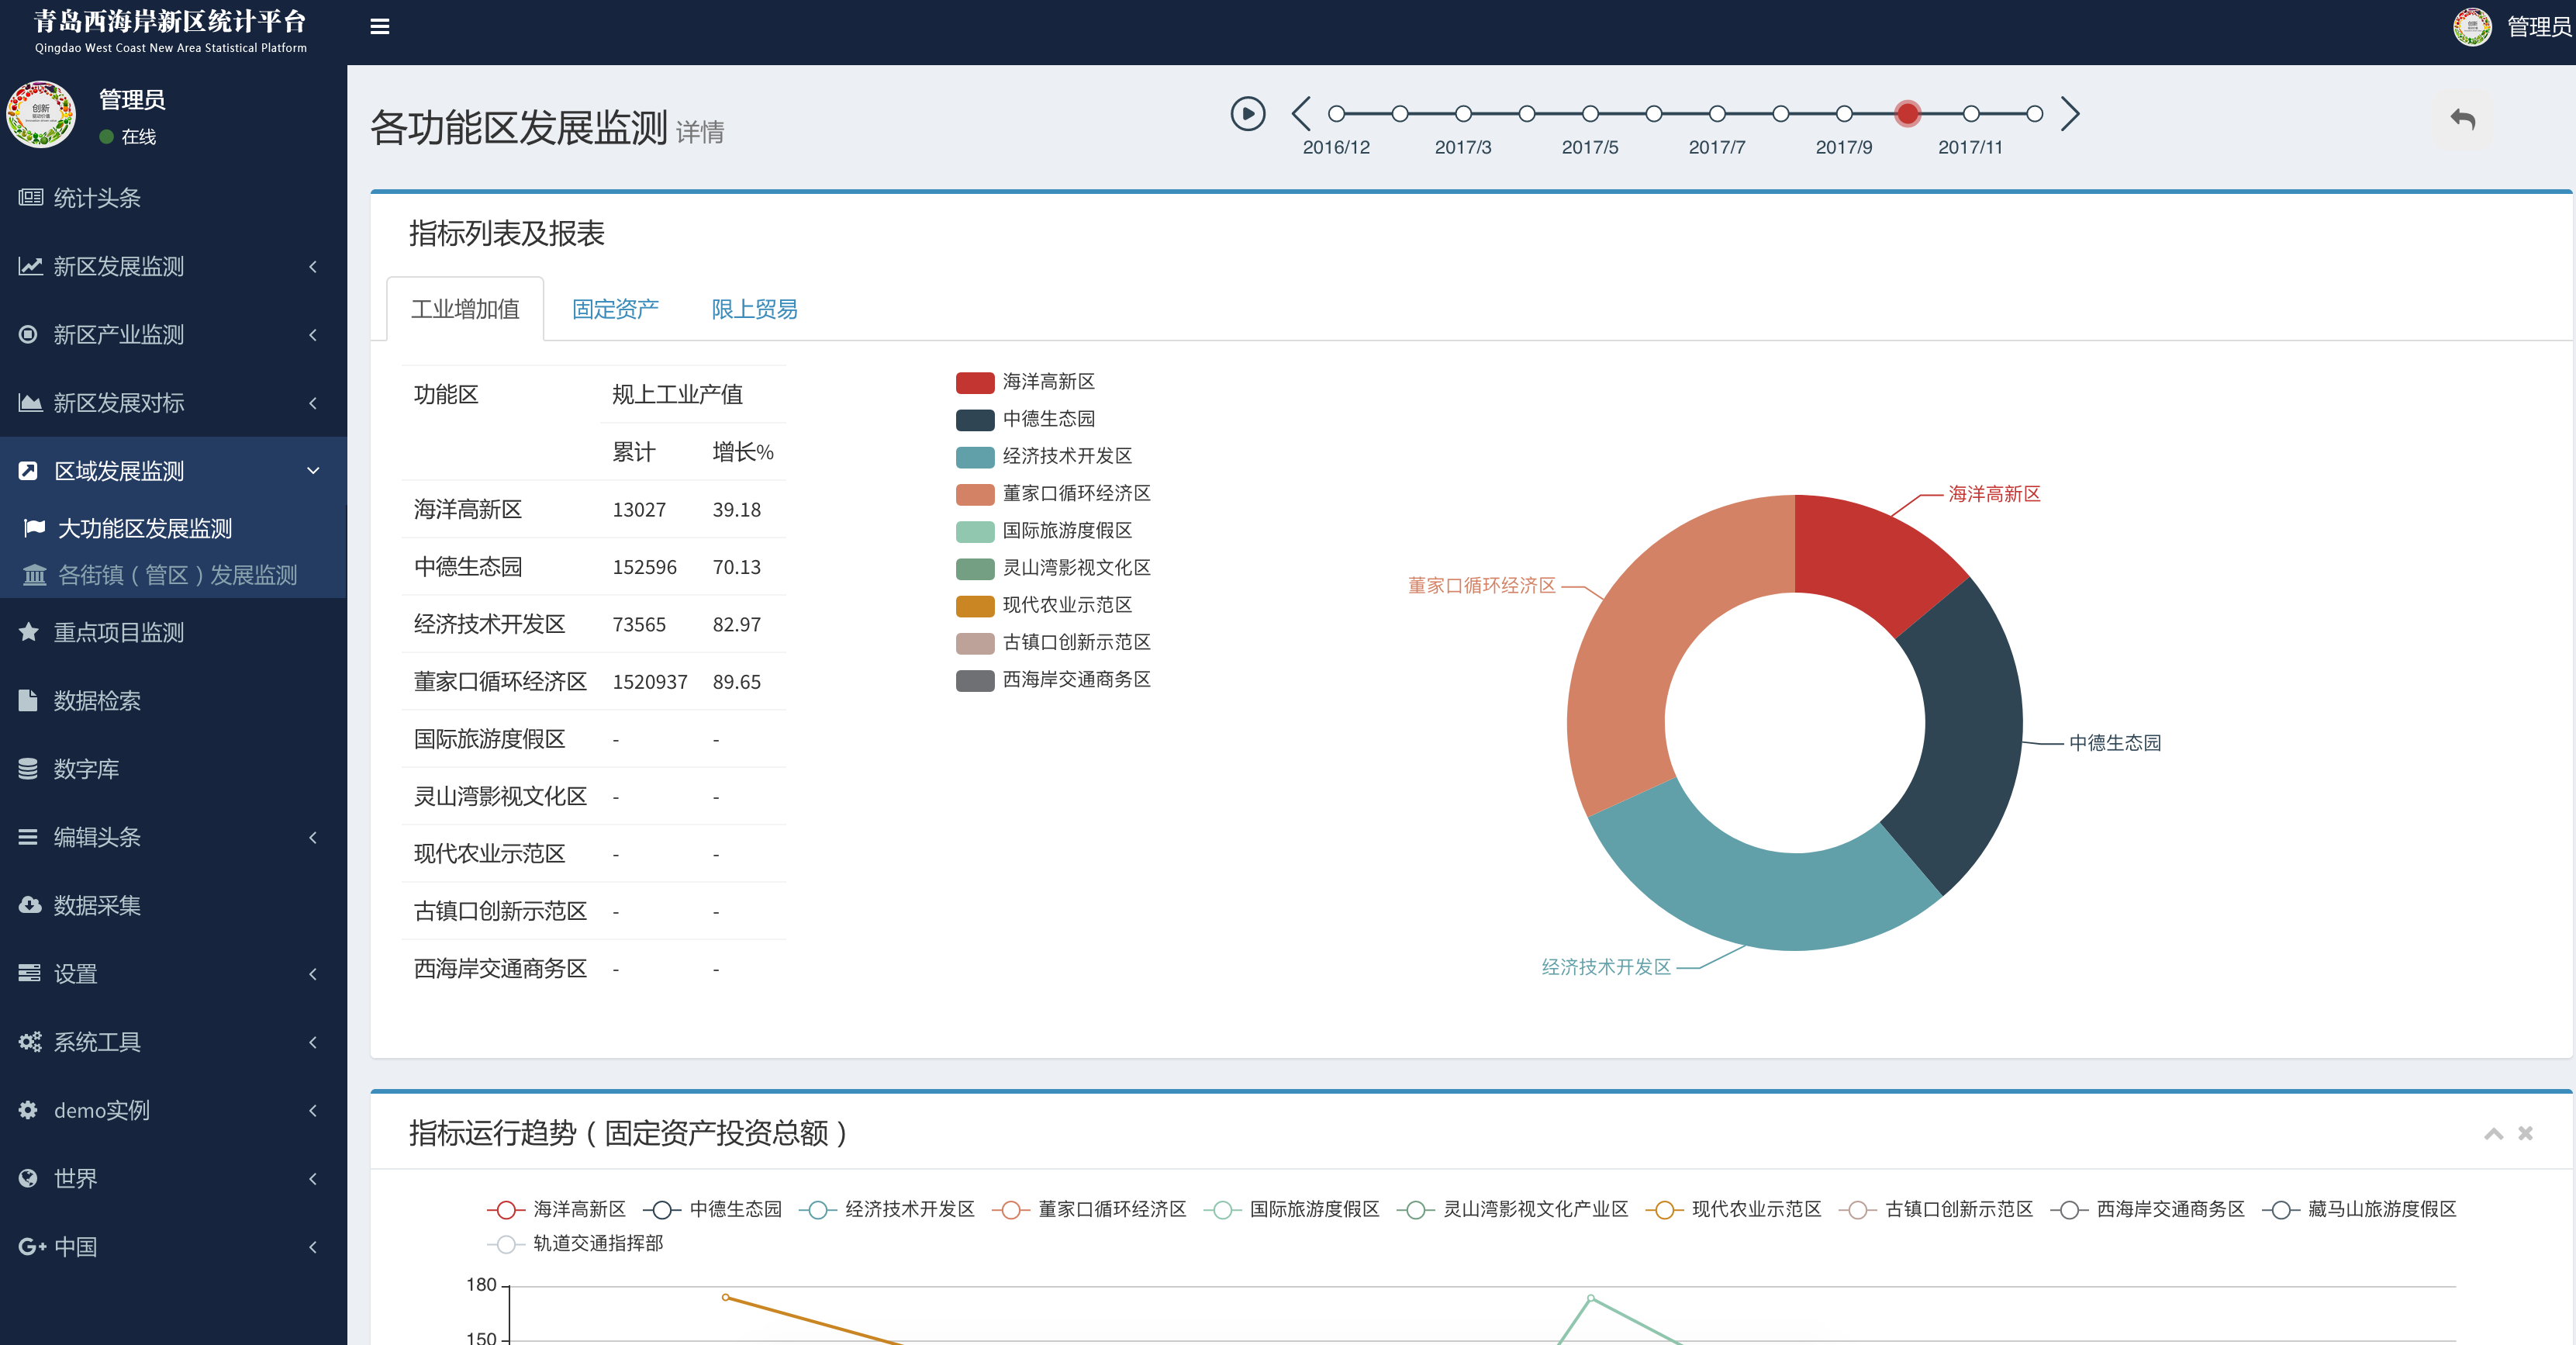 青岛西海岸新区统计平台
Qingdao West Coast New Area Statistical Platform
管理员
管理员
在线
统计头条
新区发展监测
新区产业监测
新区发展对标
区域发展监测
大功能区发展监测
各街镇（管区）发展监测
重点项目监测
数据检索
数字库
编辑头条
数据采集
设置
系统工具
demo实例
世界
中国
各功能区发展监测 详情
2016/12 2017/3 2017/5 2017/7 2017/9 2017/11
指标列表及报表
工业增加值 固定资产 限上贸易
功能区 规上工业产值
累计 增长%
海洋高新区 13027 39.18
中德生态园 152596 70.13
经济技术开发区 73565 82.97
董家口循环经济区 1520937 89.65
国际旅游度假区 - -
灵山湾影视文化区 - -
现代农业示范区 - -
古镇口创新示范区 - -
西海岸交通商务区 - -
海洋高新区
中德生态园
经济技术开发区
董家口循环经济区
国际旅游度假区
灵山湾影视文化区
现代农业示范区
古镇口创新示范区
西海岸交通商务区
海洋高新区
董家口循环经济区
中德生态园
经济技术开发区
指标运行趋势（固定资产投资总额）
海洋高新区 中德生态园 经济技术开发区 董家口循环经济区 国际旅游度假区 灵山湾影视文化产业区 现代农业示范区 古镇口创新示范区 西海岸交通商务区 藏马山旅游度假区
轨道交通指挥部
180
150